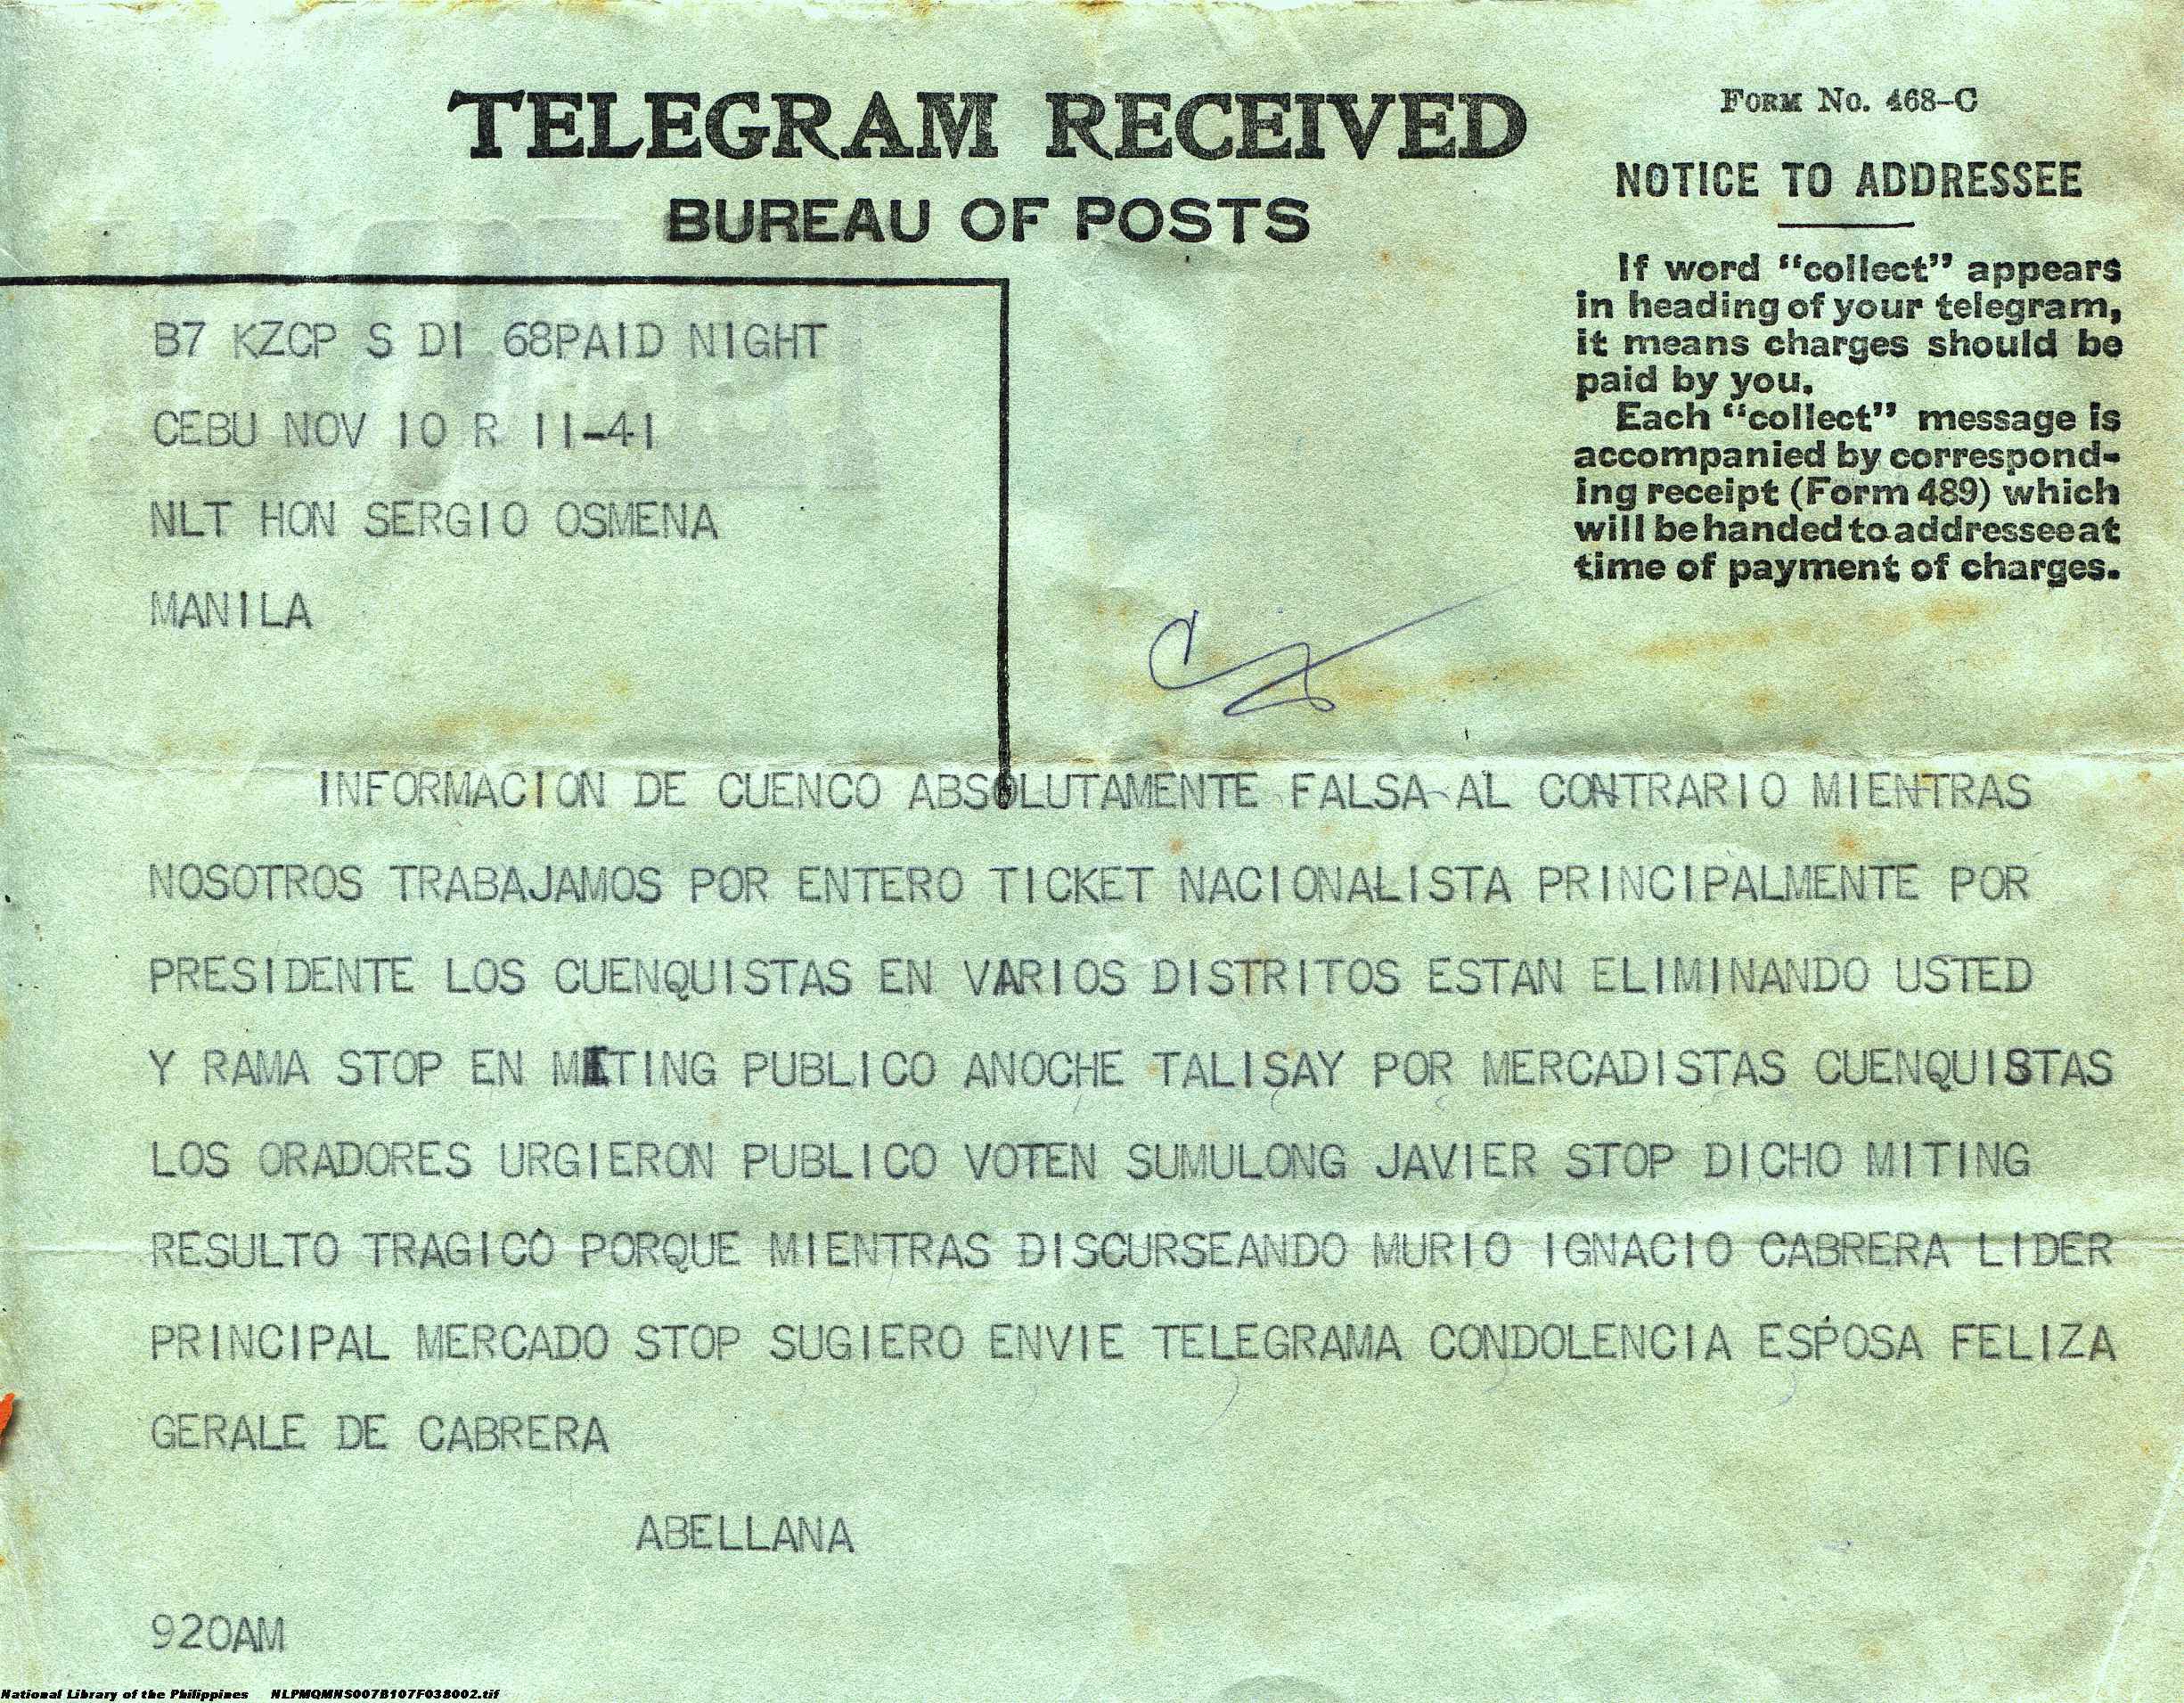 TELEGRAM RECEIVED
BUREAU OF POSTS
FORM NO. 468-C
NOTICE TO ADDRESSEE
If word "collect" appears
in heading of your telegram,
it means charges should be
paid by you.
Each "collect" message is
accompanied by correspond-
ing receipt (Form 489) which
will be handed to addressee at
time of payment of charges.
B7 KZCP S DI 68PAID NIGHT
CEBU NOV 10 R 11-41
NLT HON SERGIO OSMENA
MANILA
INFORMACION DE CUENCO ABSOLUTAMENTE FALSA AL CONTRARIO MIENTRAS
NOSOTROS TRABAJAMOS POR ENTERO TICKET NACIONALISTA PRINCIPALMENTE POR
PRESIDENTE LOS CUENQUISTAS EN VARIOS DISTRITOS ESTAN ELIMINANDO USTED
Y RAMA STOP EN MITING PUBLICO ANOCHE TALISAY POR MERCADISTAS CUENQUISTAS
LOS ORADORES URGIERON PUBLICO VOTEN SUMULONG JAVIER STOP DICHO MITING
RESULTO TRAGICO PORQUE MIENTRAS DISCURSEANDO MURIO IGNACIO CABRERA LIDER
PRINCIPAL MERCADO STOP SUGIERO ENVIE TELEGRAMA CONDOLENCIA ESPOSA FELIZA
GERALE DE CABRERA
ABELLANA
920AM
National Library of the Philippines NLPMQMNS007B107F038002.tif